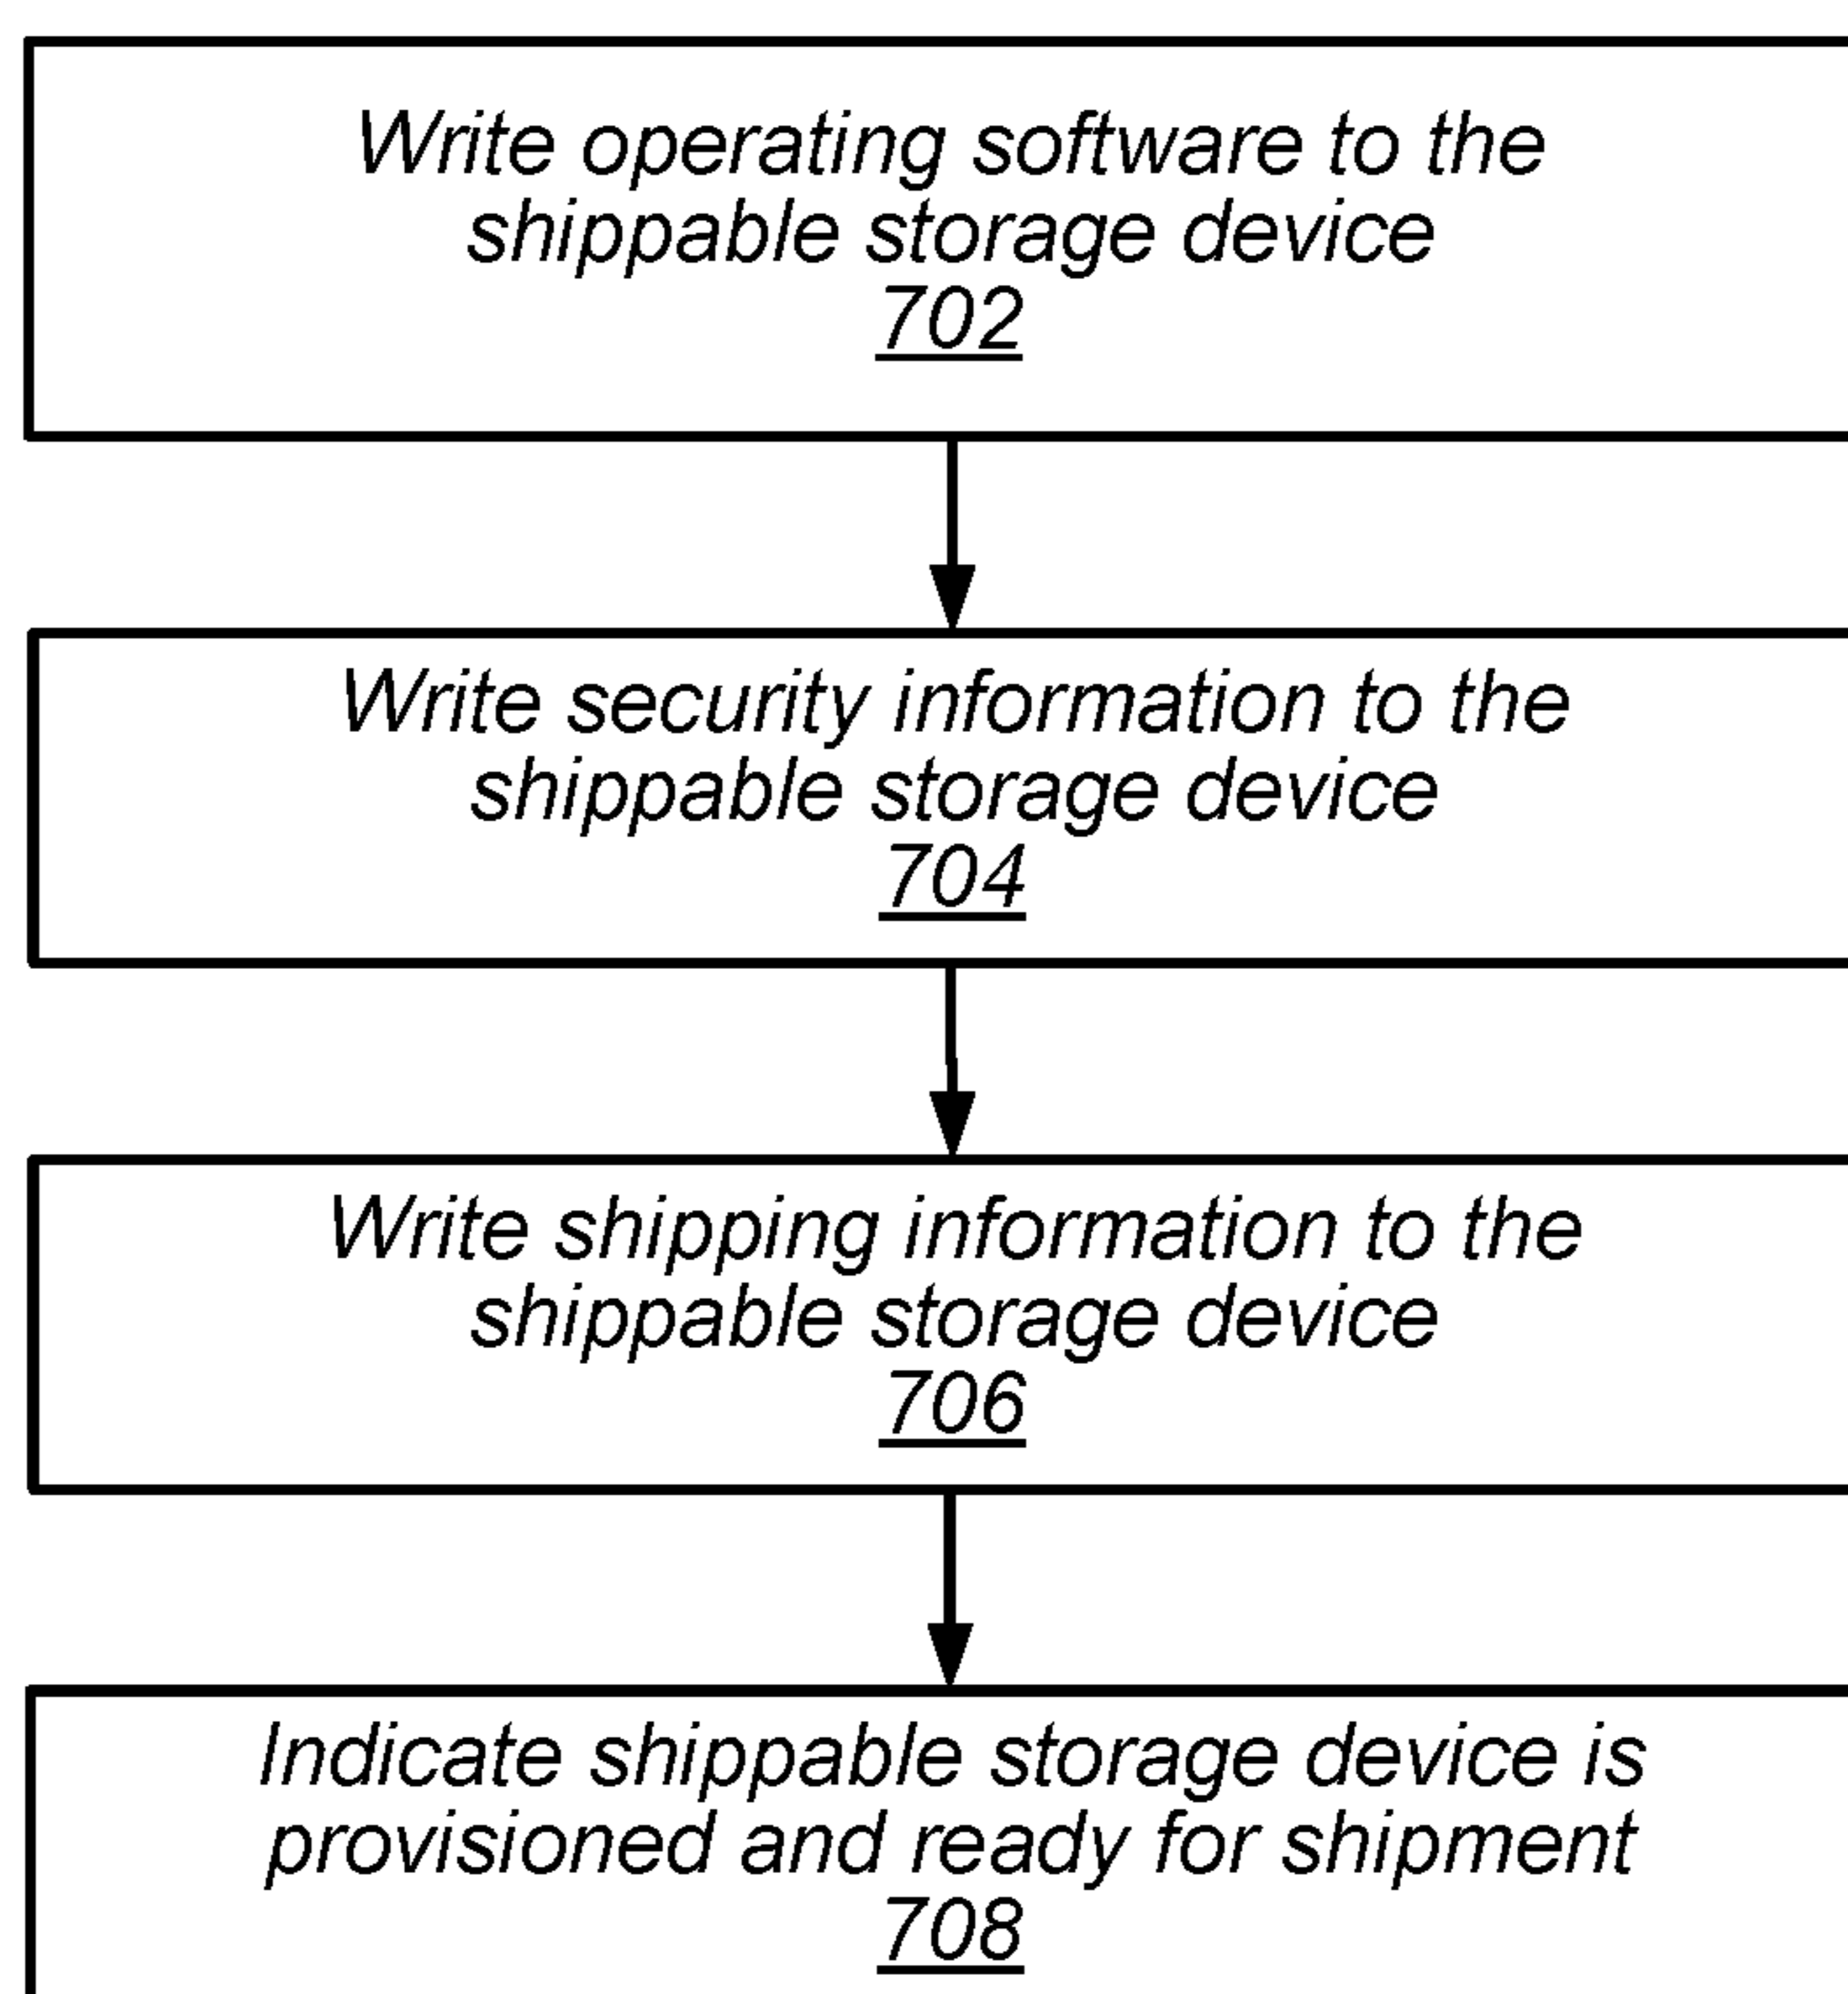 Write operating software to the
shippable storage device
702
Write security information to the
shippable storage device
704
Write shipping information to the
shippable storage device
706
Indicate shippable storage device is
provisioned and ready for shipment
708